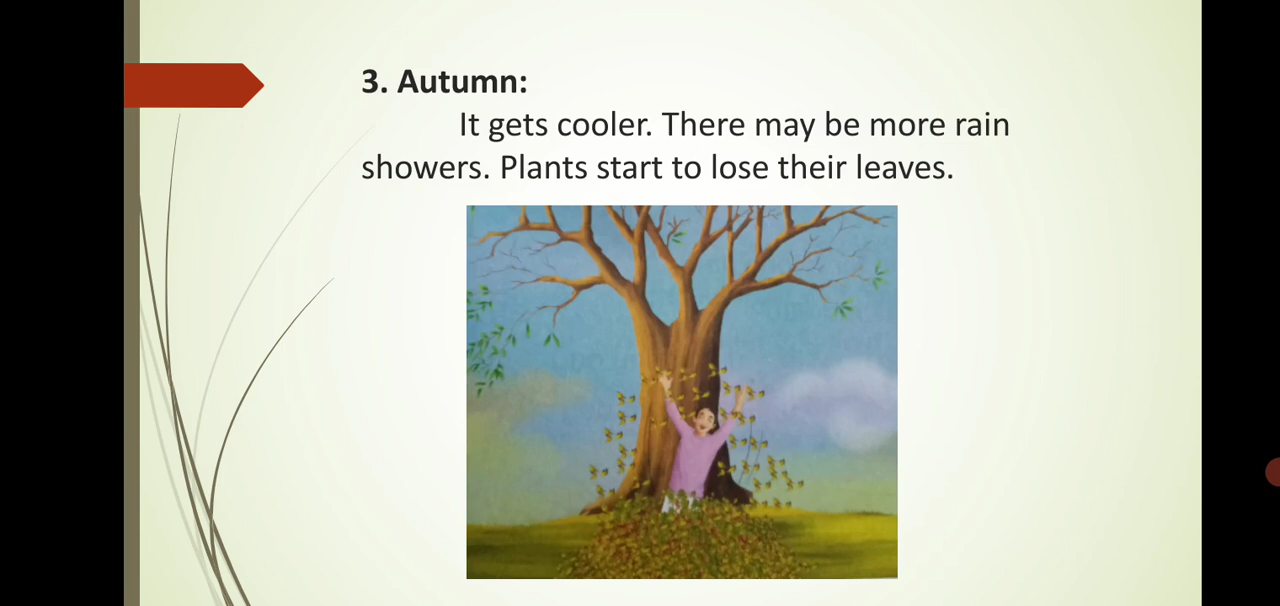 3. Autumn:
It gets cooler. There may be more rain
showers. Plants start to lose their leaves.